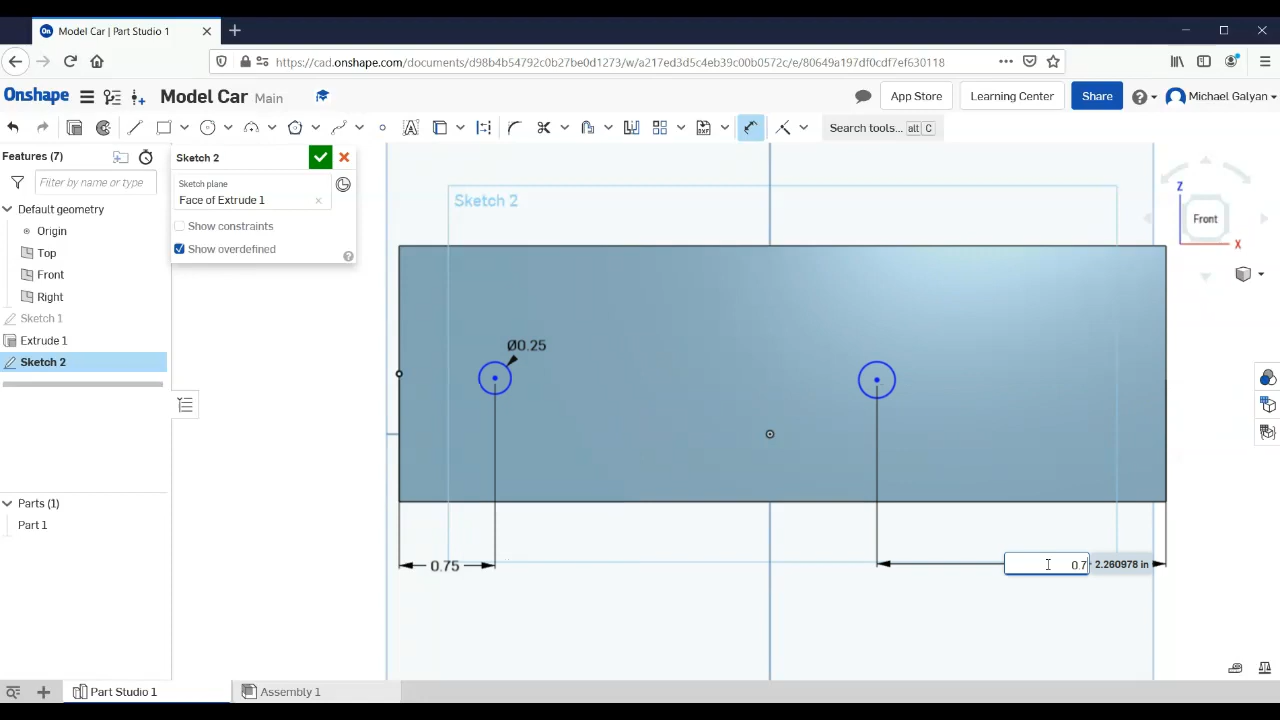 Model Car | Part Studio 1
https://cad.onshape.com/documents/d98b4b5479250b27be0d1273/w/a217ed3d5c4eb39c00b0572c/e/80649a197df0cdf7ef630118
Onshape
Model Car Main
App Store
Learning Center
Share
Michael Galyan
Search tools... alt C
Features (7)
Filter by name or type
Default geometry
Origin
Top
Front
Right
Sketch 1
Extrude 1
Sketch 2
Sketch 2
Sketch plane
Face of Extrude 1
Show constraints
Show overdefined
Sketch 2
Ø0.25
0.75
0.7
2.260978 in
Z
Front
X
Parts (1)
Part 1
Part Studio 1
Assembly 1